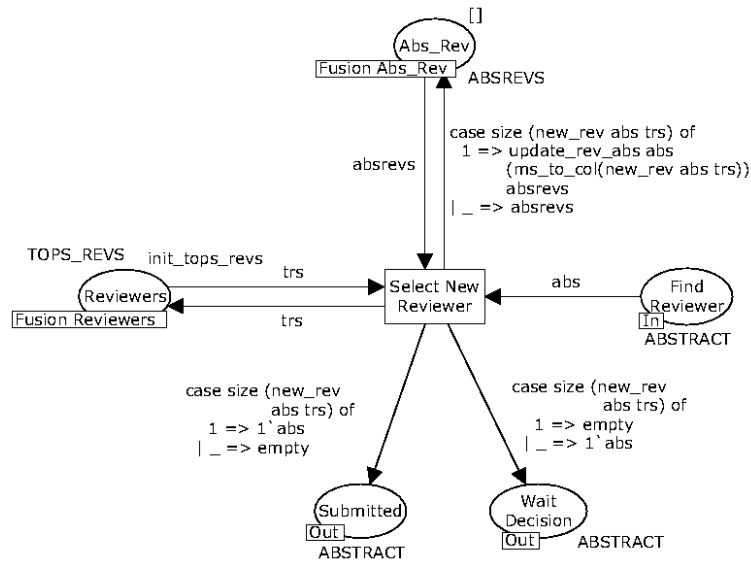 []
Abs_Rev
Fusion Abs_Rev
ABSREVS
case size (new_rev abs trs) of
1 => update_rev_abs abs
(ms_to_col(new_rev abs trs))
absrevs
| _ => absrevs
absrevs
TOPS_REVS
init_tops_revs
trs
Reviewers
Fusion Reviewers
trs
Select New
Reviewer
abs
Find
Reviewer
In
ABSTRACT
case size (new_rev
abs trs) of
1 => 1`abs
| _ => empty
case size (new_rev
abs trs) of
1 => empty
| _ => 1`abs
Submitted
Out
ABSTRACT
Wait
Decision
Out
ABSTRACT